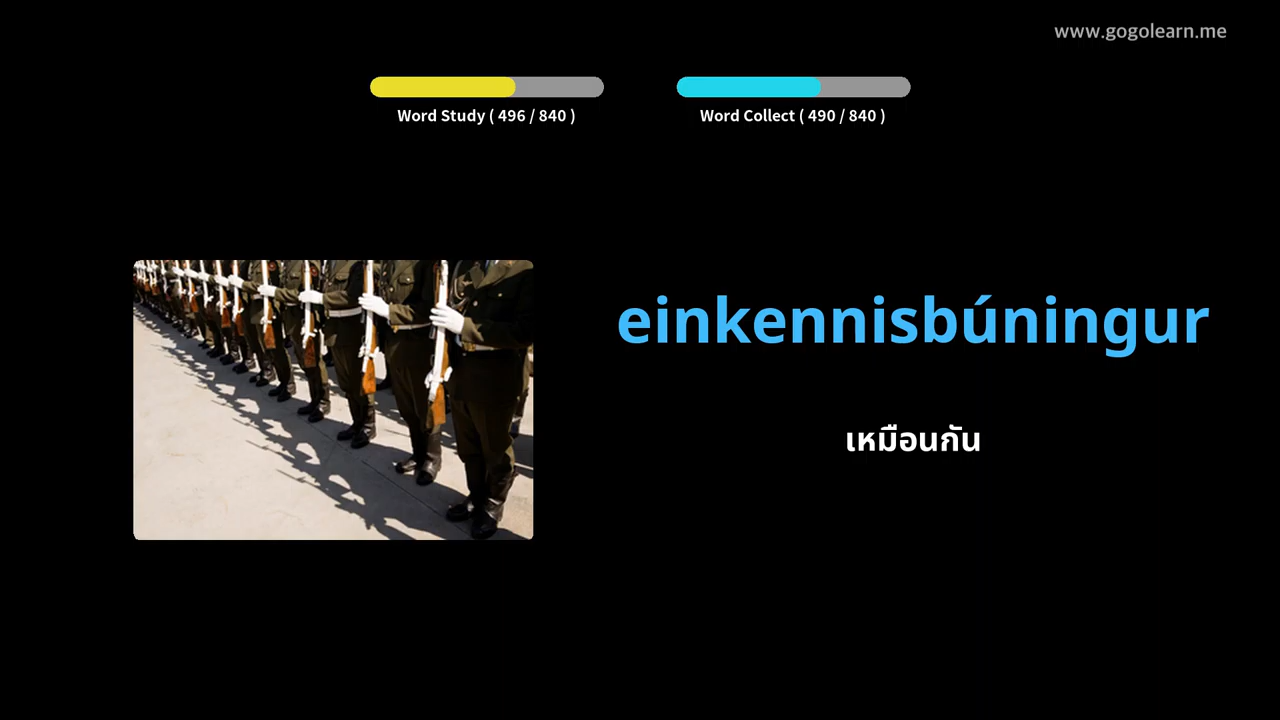 www.gogolearn.me
Word Study ( 496 / 840 )
Word Collect ( 490 / 840 )
einkennisbúningur
เหมือนกัน